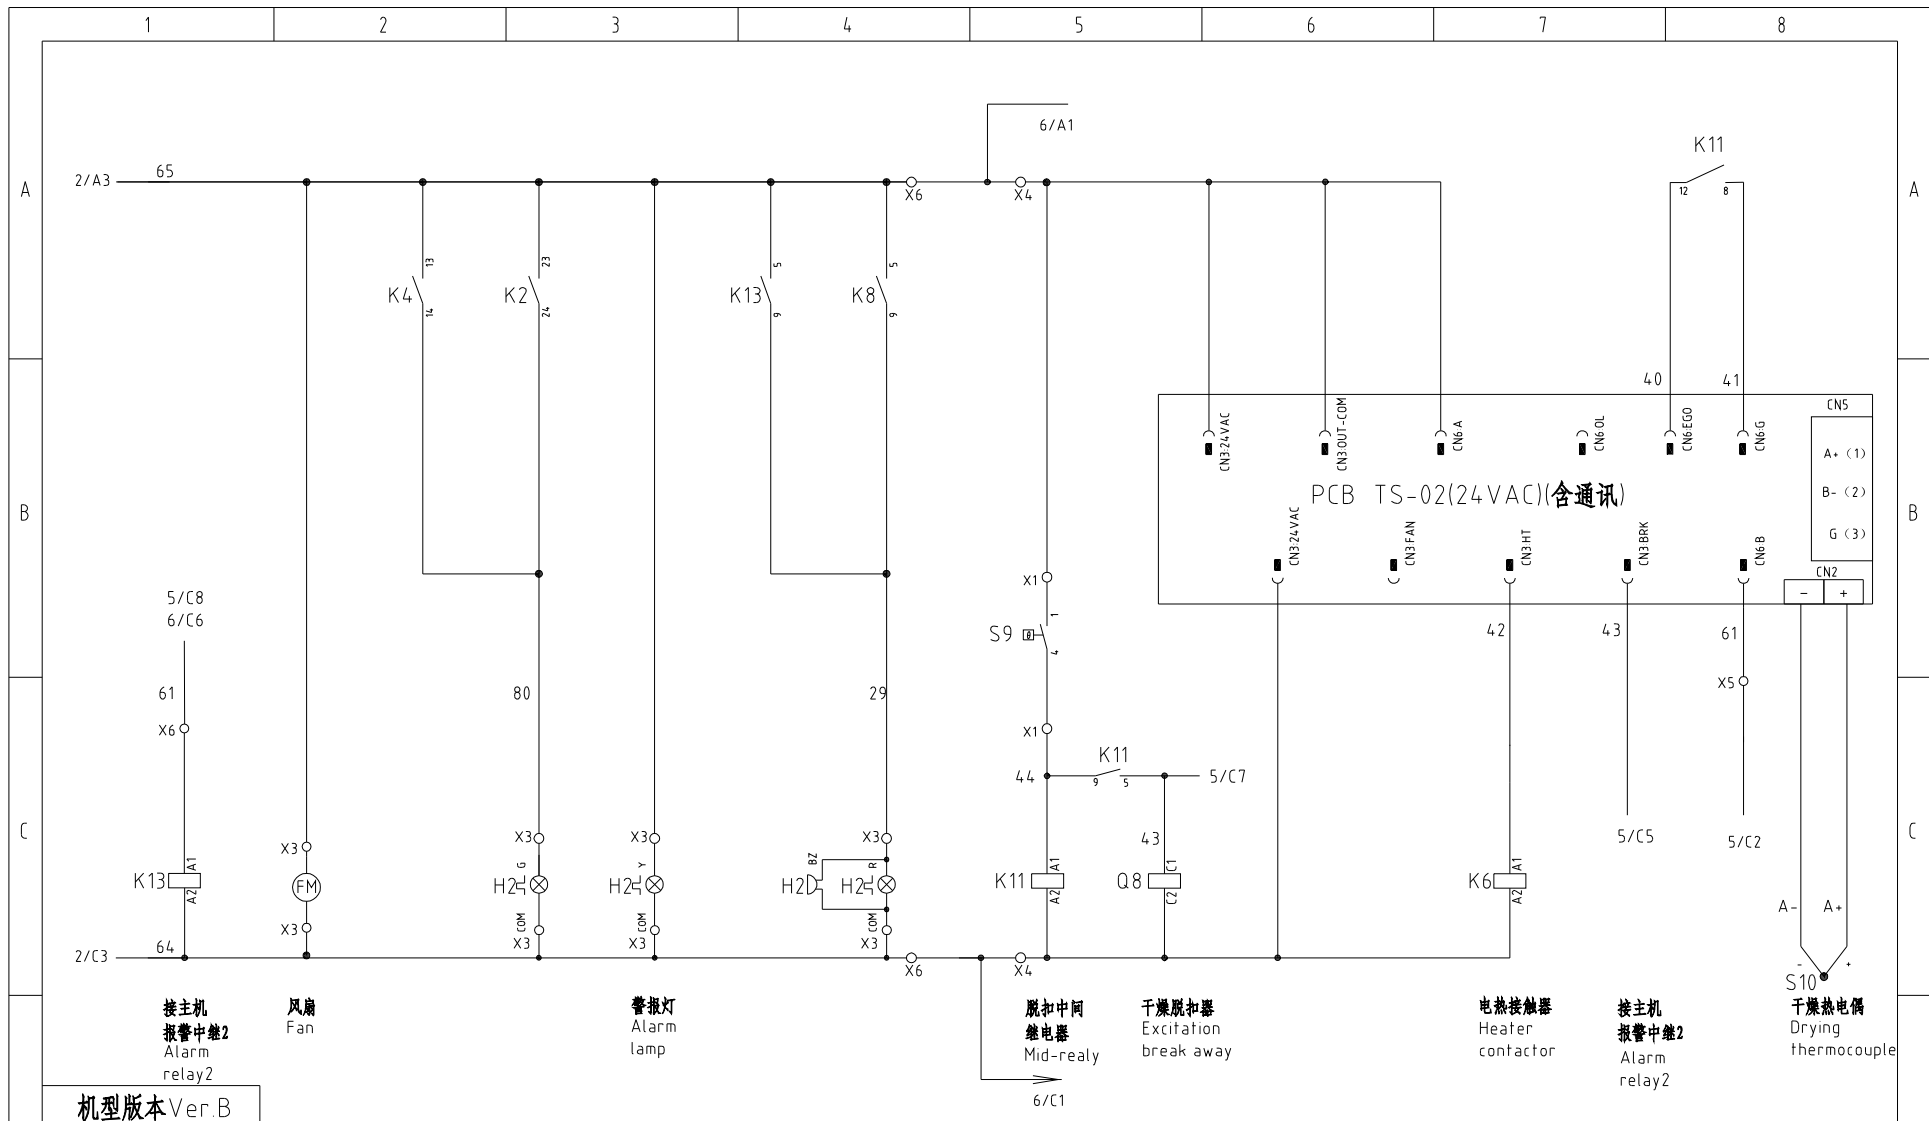 1 2 3 4 5 6 7 8
6/A1
K11
2/A3 65
A A
X6 X4
12 8
13 23 5 5
K4 K2 K13 K8
14 24 9 9
40 41
CN5
CN3:24VAC CN3:OUT-COM CN6:A CN6:OL CN6:EGO CN6:G
A+ (1)
PCB TS-02(24VAC)(含通讯)
B- (2)
B B
CN3:24VAC CN3:FAN CN3:HT CN3:BRK CN6:B
G (3)
CN2
- +
X1
5/C8
6/C6
1
S9
4
42 43 61
61 80 29
X5
X6 X1
K11
44
9 5
5/C7
C C
X3 X3 X3 X3
43
5/C5 5/C2
G Y BZ R
A1 A1 C1 A1
K13 FM H2 H2 H2 H2 K11 Q8 K6
A2 A2 C2 A2
A- A+
X3 COM COM COM
X3 X3 X3
2/C3 64
X6 X4
- +
S10
接主机
报警中继2
Alarm
relay2
风扇
Fan
警报灯
Alarm
lamp
脱扣中间
继电器
Mid-realy
干燥脱扣器
Excitation
break away
电热接触器
Heater
contactor
接主机
报警中继2
Alarm
relay2
干燥热电偶
Drying
thermocouple
6/C1
机型版本Ver.B